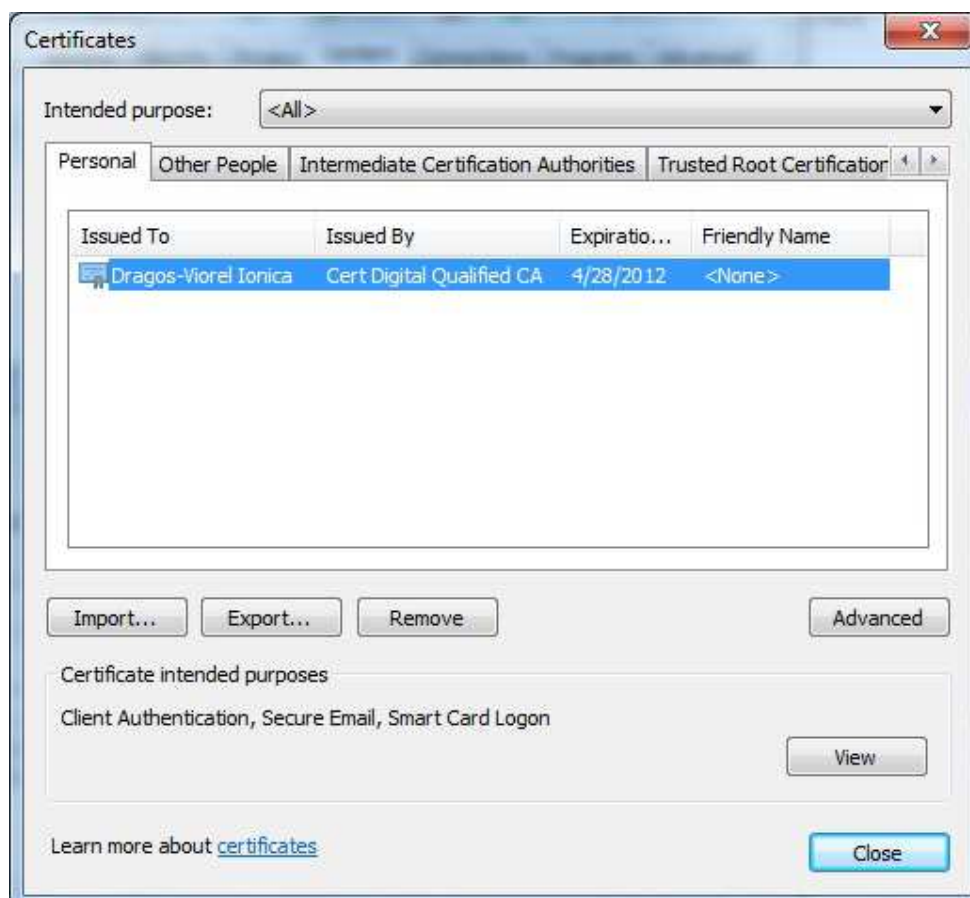 Certificates
Intended purpose: <All>
Personal Other People Intermediate Certification Authorities Trusted Root Certification
Issued To Issued By Expiratio... Friendly Name
Dragos-Viorel Ionica Cert Digital Qualified CA 4/28/2012 <None>
Import... Export... Remove Advanced
Certificate intended purposes
Client Authentication, Secure Email, Smart Card Logon
View
Learn more about certificates
Close